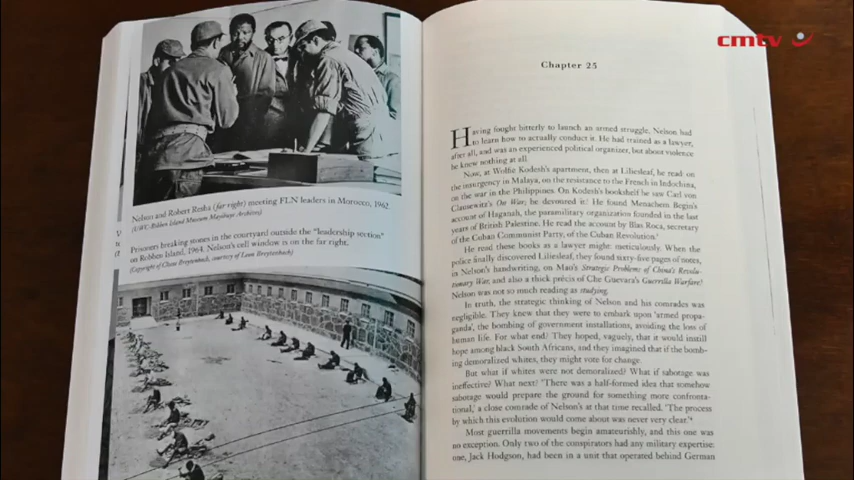 cmtv
Nelson and Robert Resha (far right) meeting FLN leaders in Morocco, 1962.
(UWC-Robben Island Museum Mayibuye Archives)
Prisoners breaking stones in the courtyard outside the "leadership section"
on Robben Island, 1964. Nelson's cell window is on the far right.
(Copyright of Cloete Breytenbach, courtesy of Leon Breytenbach)
Chapter 25
Having fought bitterly to launch an armed struggle, Nelson had
to learn how to actually conduct it. He had trained as a lawyer,
after all, and was an experienced political organizer, but about violence
he knew nothing at all.
Now, at Wolfie Kodesh's apartment, then at Liliesleaf, he read on
the insurgency in Malaya, on the resistance to the French in Indochina,
on the war in the Philippines. On Kodesh's bookshelf he saw Carl von
Clausewitz's On War; he devoured it! He found Menachem Begin's
account of Haganah, the paramilitary organization founded in the last
years of British Palestine. He read the account by Blas Roca, secretary
of the Cuban Communist Party, of the Cuban Revolution.
He read these books as a lawyer might: meticulously. When the
police finally discovered Liliesleaf, they found sixty-five pages of notes,
in Nelson's handwriting, on Mao's Strategic Problems of China's Revolu-
tionary War, and also a thick précis of Che Guevara's Guerrilla Warfare.
Nelson was not so much reading as studying.
In truth, the strategic thinking of Nelson and his comrades was
negligible. They knew that they were to embark upon 'armed propa-
ganda', the bombing of government installations, avoiding the loss of
human life. For what end? They hoped, vaguely, that it would instill
hope among black South Africans, and they imagined that if the bomb-
ing demoralised whites, they might vote for change.
But what if whites were not demoralised? What if sabotage was
ineffective? What next? 'There was a half-formed idea that somehow
sabotage would prepare the ground for something more confronta-
tional,' a close comrade of Nelson's at that time recalled. 'The process
by which this evolution would come about was never very clear.'
Most guerrilla movements begin amateurishly, and this one was
no exception. Only two of the conspirators had any military expertise:
one, Jack Hodgson, had been in a unit that operated behind German